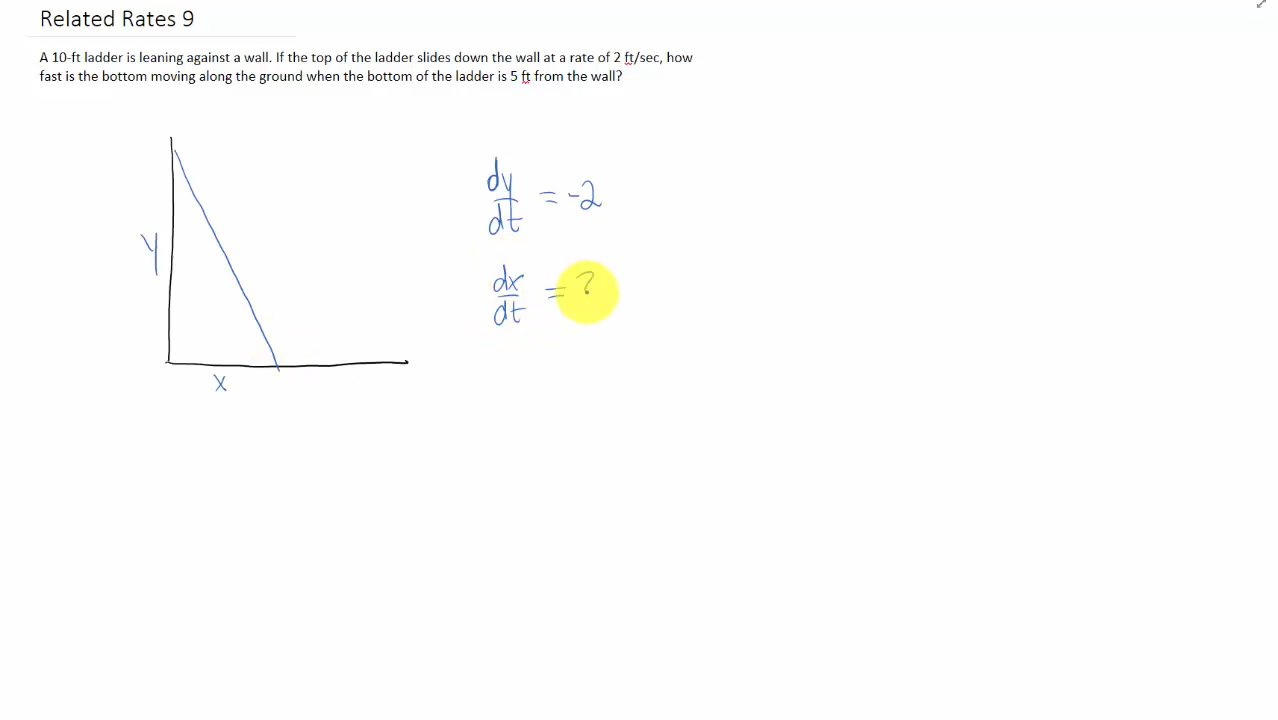 Related Rates 9
A 10-ft ladder is leaning against a wall. If the top of the ladder slides down the wall at a rate of 2 ft/sec, how
fast is the bottom moving along the ground when the bottom of the ladder is 5 ft from the wall?
dy/dt = -2
y
dx/dt = ?
x